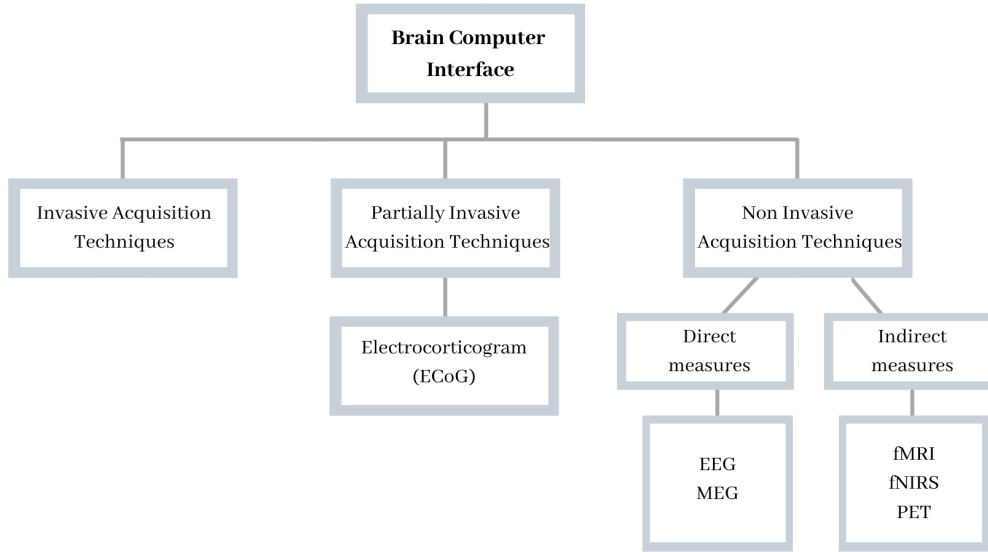 Brain Computer
Interface
Invasive Acquisition
Techniques
Partially Invasive
Acquisition Techniques
Non Invasive
Acquisition Techniques
Electrocorticogram
(ECoG)
Direct
measures
Indirect
measures
EEG
MEG
fMRI
fNIRS
PET